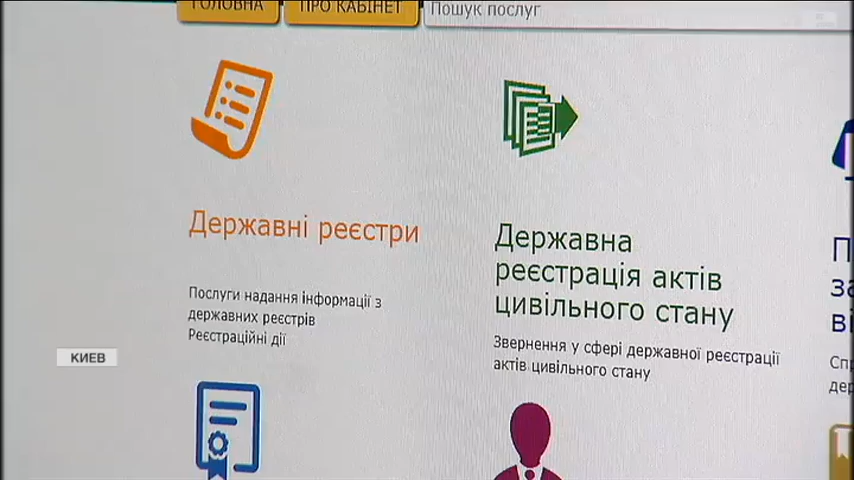 ГОЛОВНА
ПРО КАБІНЕТ
Пошук послуг
Державні реєстри
Послуги надання інформації з
державних реєстрів
Реєстраційні дії
Державна
реєстрація актів
цивільного стану
Звернення у сфері державної реєстрації
актів цивільного стану
КИЕВ